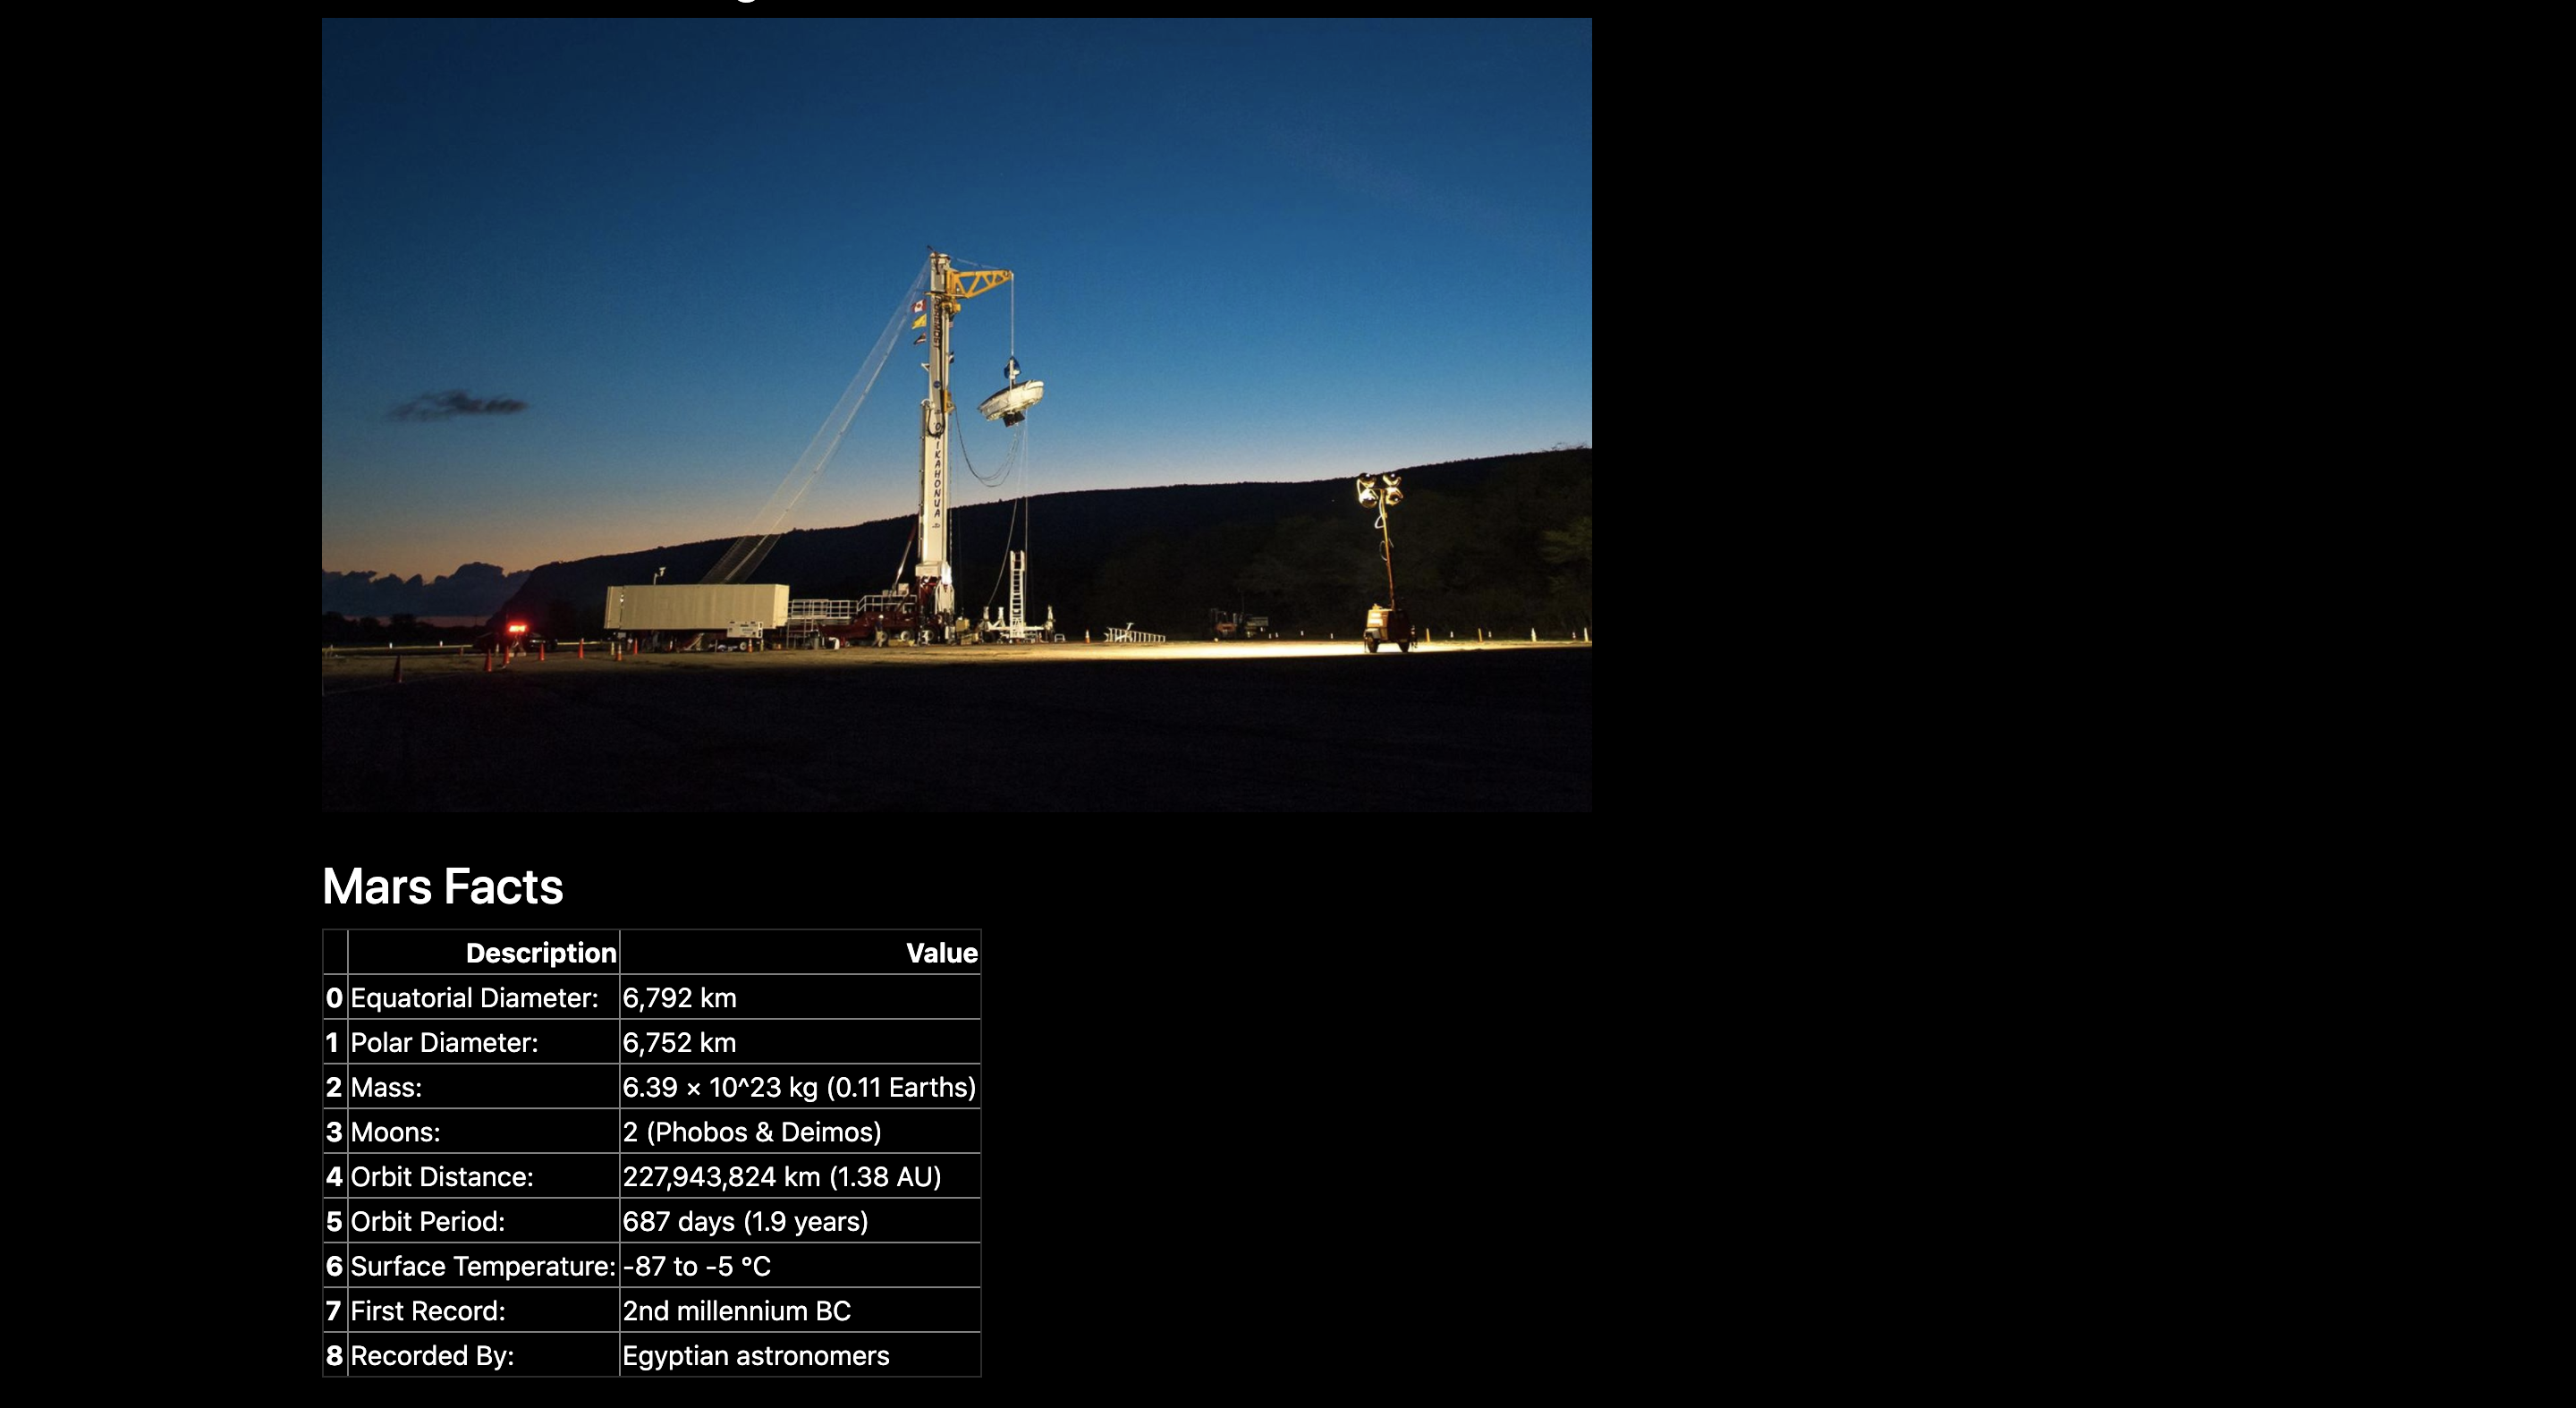 OAIKAHONUA
Mars Facts
Description Value
0 Equatorial Diameter: 6,792 km
1 Polar Diameter: 6,752 km
2 Mass: 6.39 × 10^23 kg (0.11 Earths)
3 Moons: 2 (Phobos & Deimos)
4 Orbit Distance: 227,943,824 km (1.38 AU)
5 Orbit Period: 687 days (1.9 years)
6 Surface Temperature: -87 to -5 °C
7 First Record: 2nd millennium BC
8 Recorded By: Egyptian astronomers